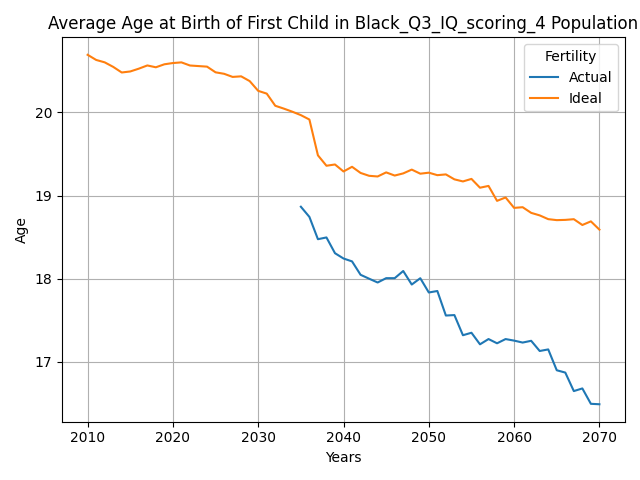 Average Age at Birth of First Child in Black_Q3_IQ_scoring_4 Population
Fertility
Actual
Ideal
Age
20
19
18
17
2010 2020 2030 2040 2050 2060 2070
Years